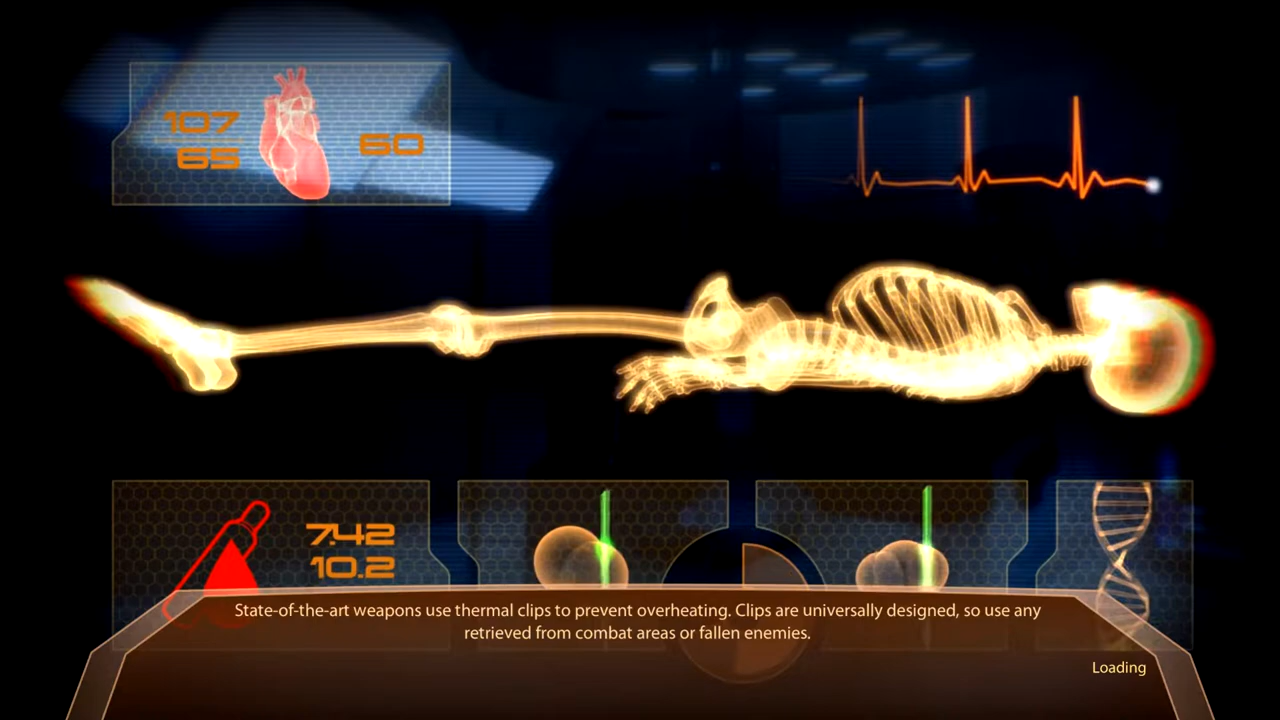 107
65
60
7.42
10.2
State-of-the-art weapons use thermal clips to prevent overheating. Clips are universally designed, so use any
retrieved from combat areas or fallen enemies.
Loading